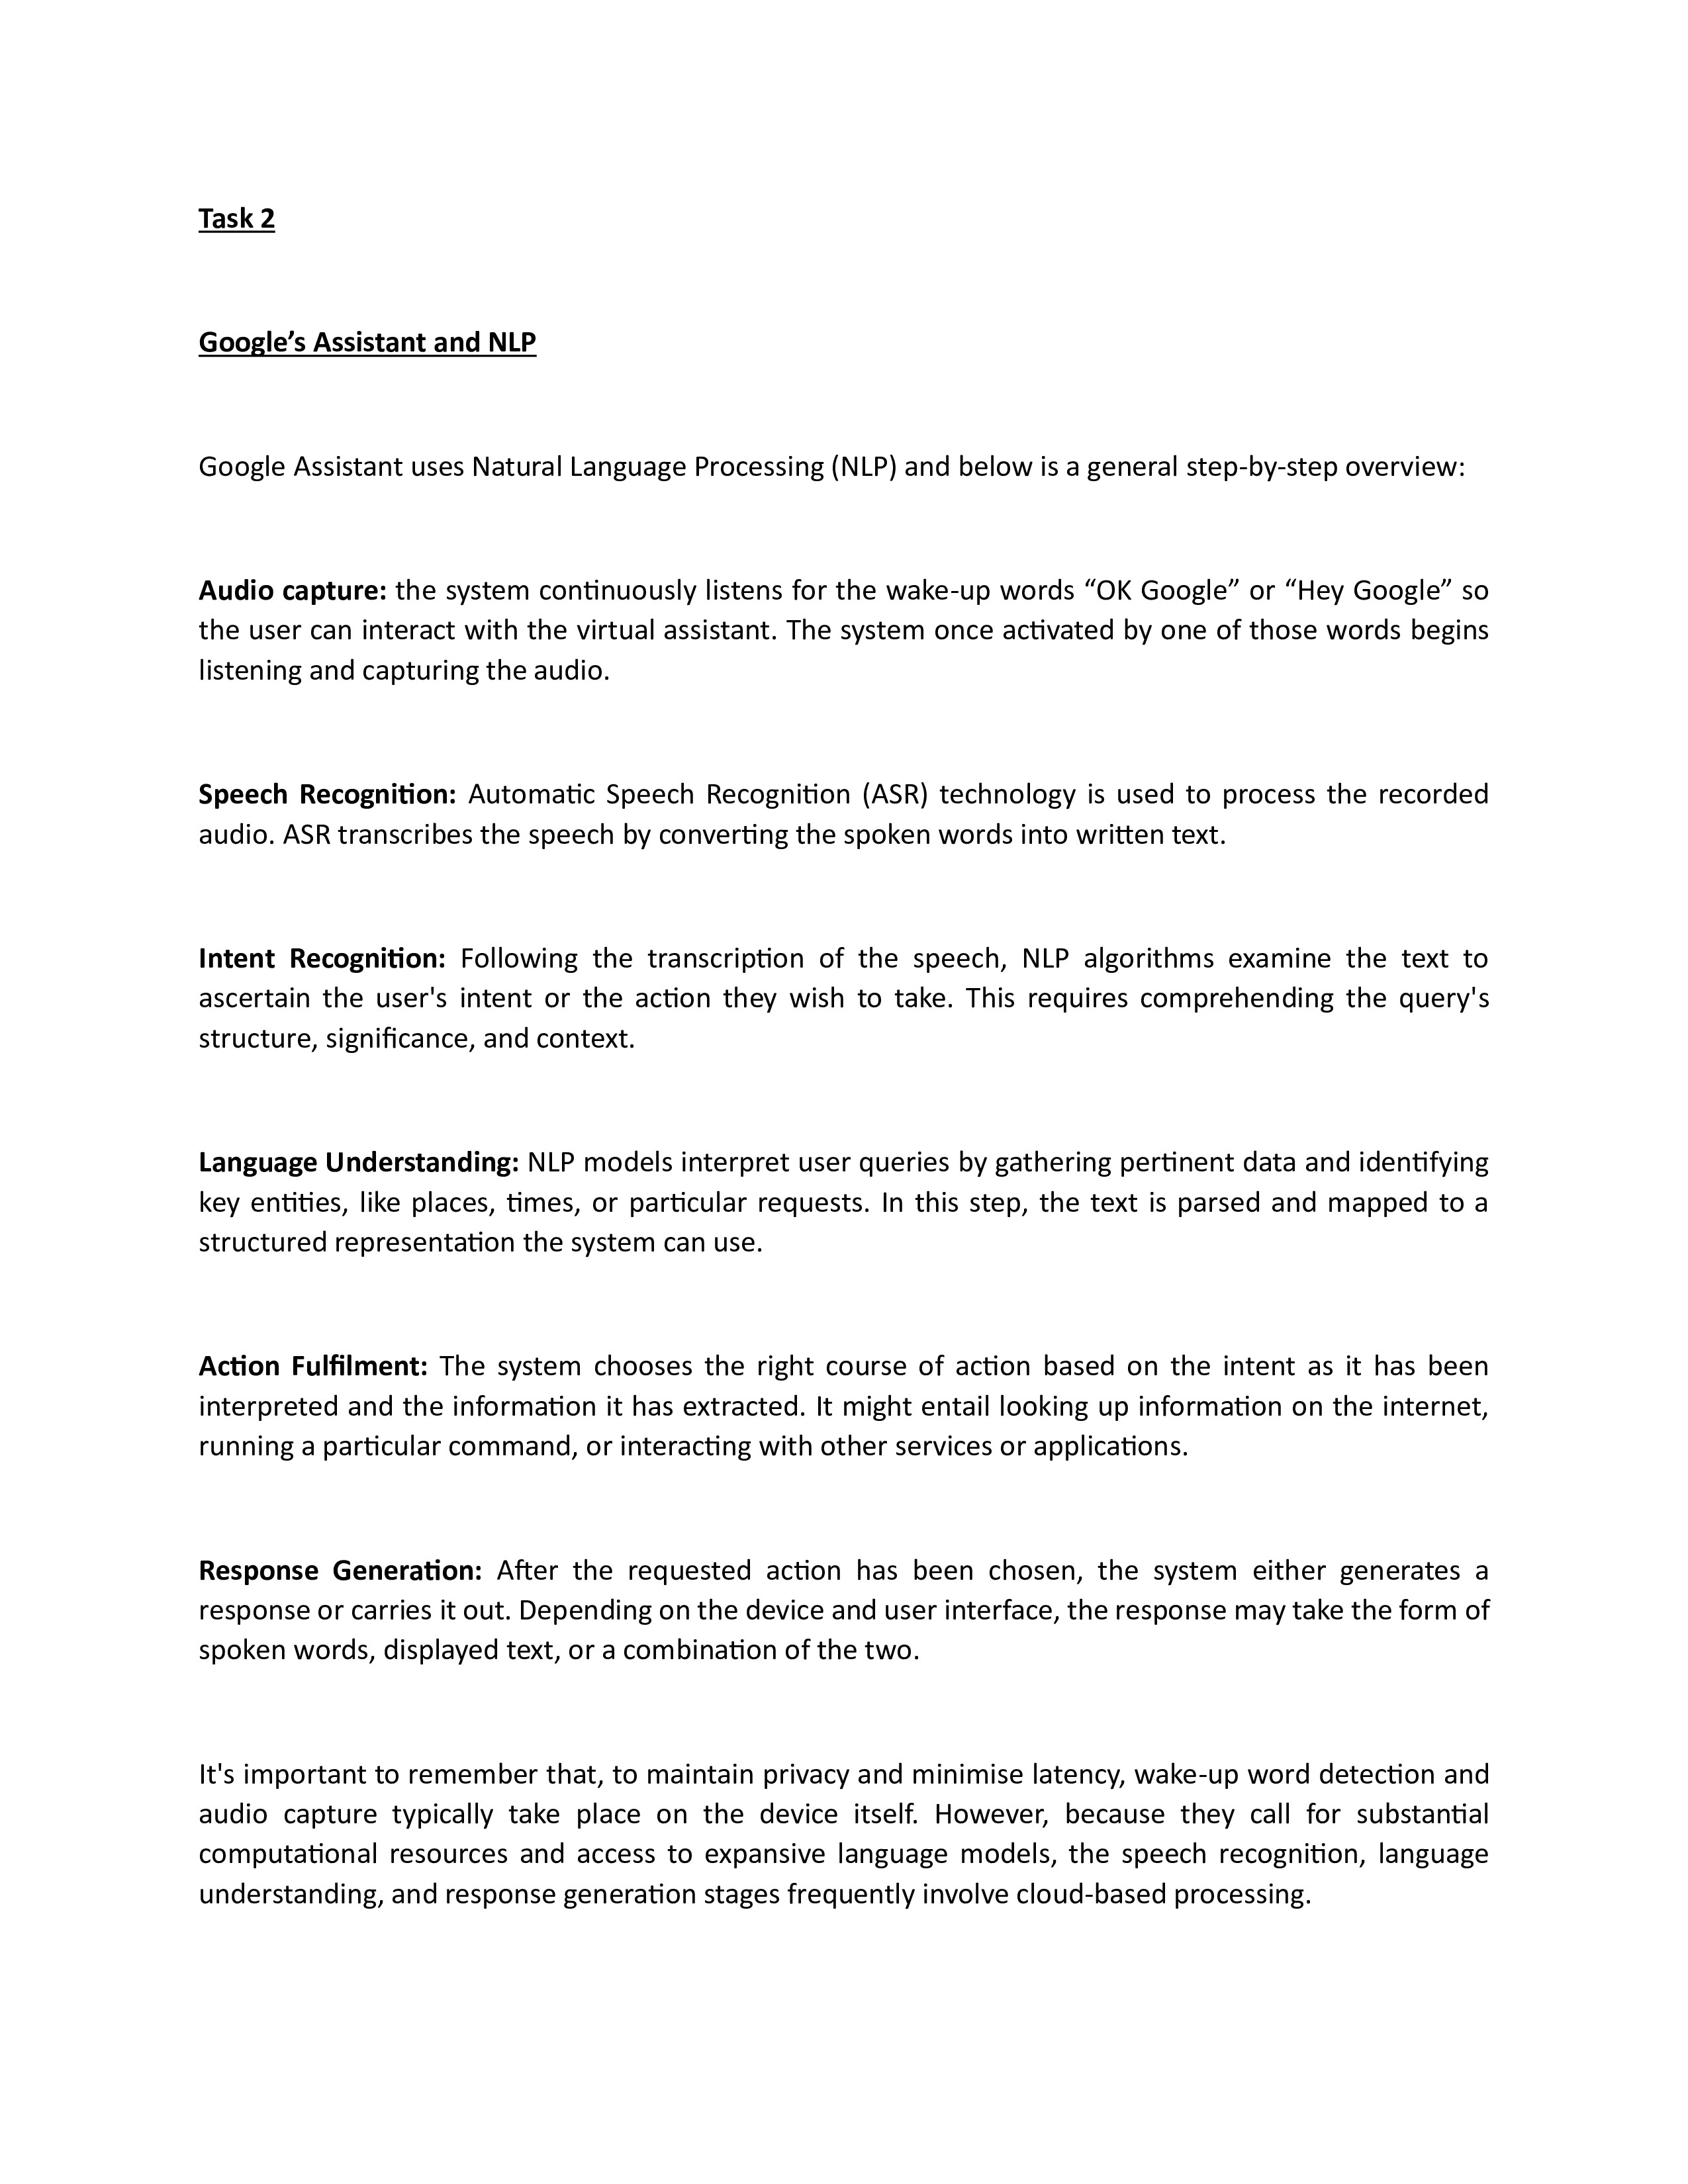 Task 2
Google’s Assistant and NLP
Google Assistant uses Natural Language Processing (NLP) and below is a general step-by-step overview:
Audio capture: the system continuously listens for the wake-up words “OK Google” or “Hey Google” so
the user can interact with the virtual assistant. The system once activated by one of those words begins
listening and capturing the audio.
Speech Recognition: Automatic Speech Recognition (ASR) technology is used to process the recorded
audio. ASR transcribes the speech by converting the spoken words into written text.
Intent Recognition: Following the transcription of the speech, NLP algorithms examine the text to
ascertain the user's intent or the action they wish to take. This requires comprehending the query's
structure, significance, and context.
Language Understanding: NLP models interpret user queries by gathering pertinent data and identifying
key entities, like places, times, or particular requests. In this step, the text is parsed and mapped to a
structured representation the system can use.
Action Fulfilment: The system chooses the right course of action based on the intent as it has been
interpreted and the information it has extracted. It might entail looking up information on the internet,
running a particular command, or interacting with other services or applications.
Response Generation: After the requested action has been chosen, the system either generates a
response or carries it out. Depending on the device and user interface, the response may take the form of
spoken words, displayed text, or a combination of the two.
It's important to remember that, to maintain privacy and minimise latency, wake-up word detection and
audio capture typically take place on the device itself. However, because they call for substantial
computational resources and access to expansive language models, the speech recognition, language
understanding, and response generation stages frequently involve cloud-based processing.